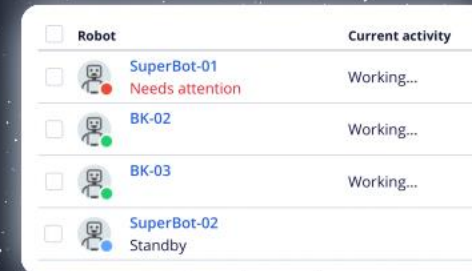 Robot Current activity
SuperBot-01
Needs attention
Working...
BK-02
Working...
BK-03
Working...
SuperBot-02
Standby